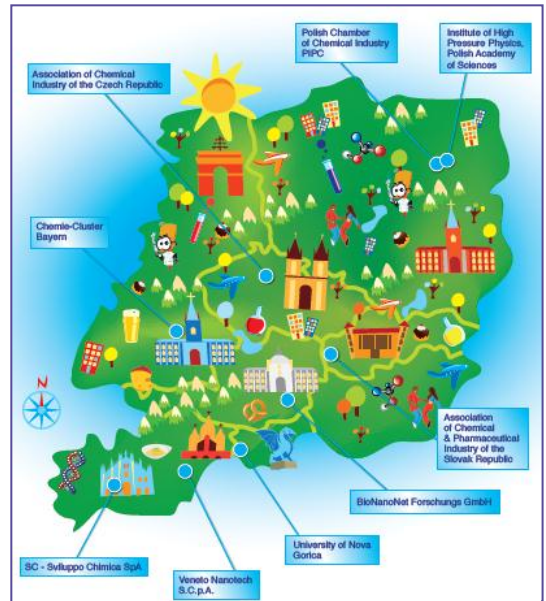 Polish Chamber
of Chemical Industry
PIPC
Institute of High
Pressure Physics,
Polish Academy
of Sciences
Association of Chemical
Industry of the Czech Republic
Chemie-Cluster
Bayern
N
Association
of Chemical
& Pharmaceutical
Industry of the
Slovak Republic
BioNanoNet Forschungs GmbH
University of Nova
Gorica
SC - Sviluppo Chimica SpA
Veneto Nanotech
S.C.p.A.